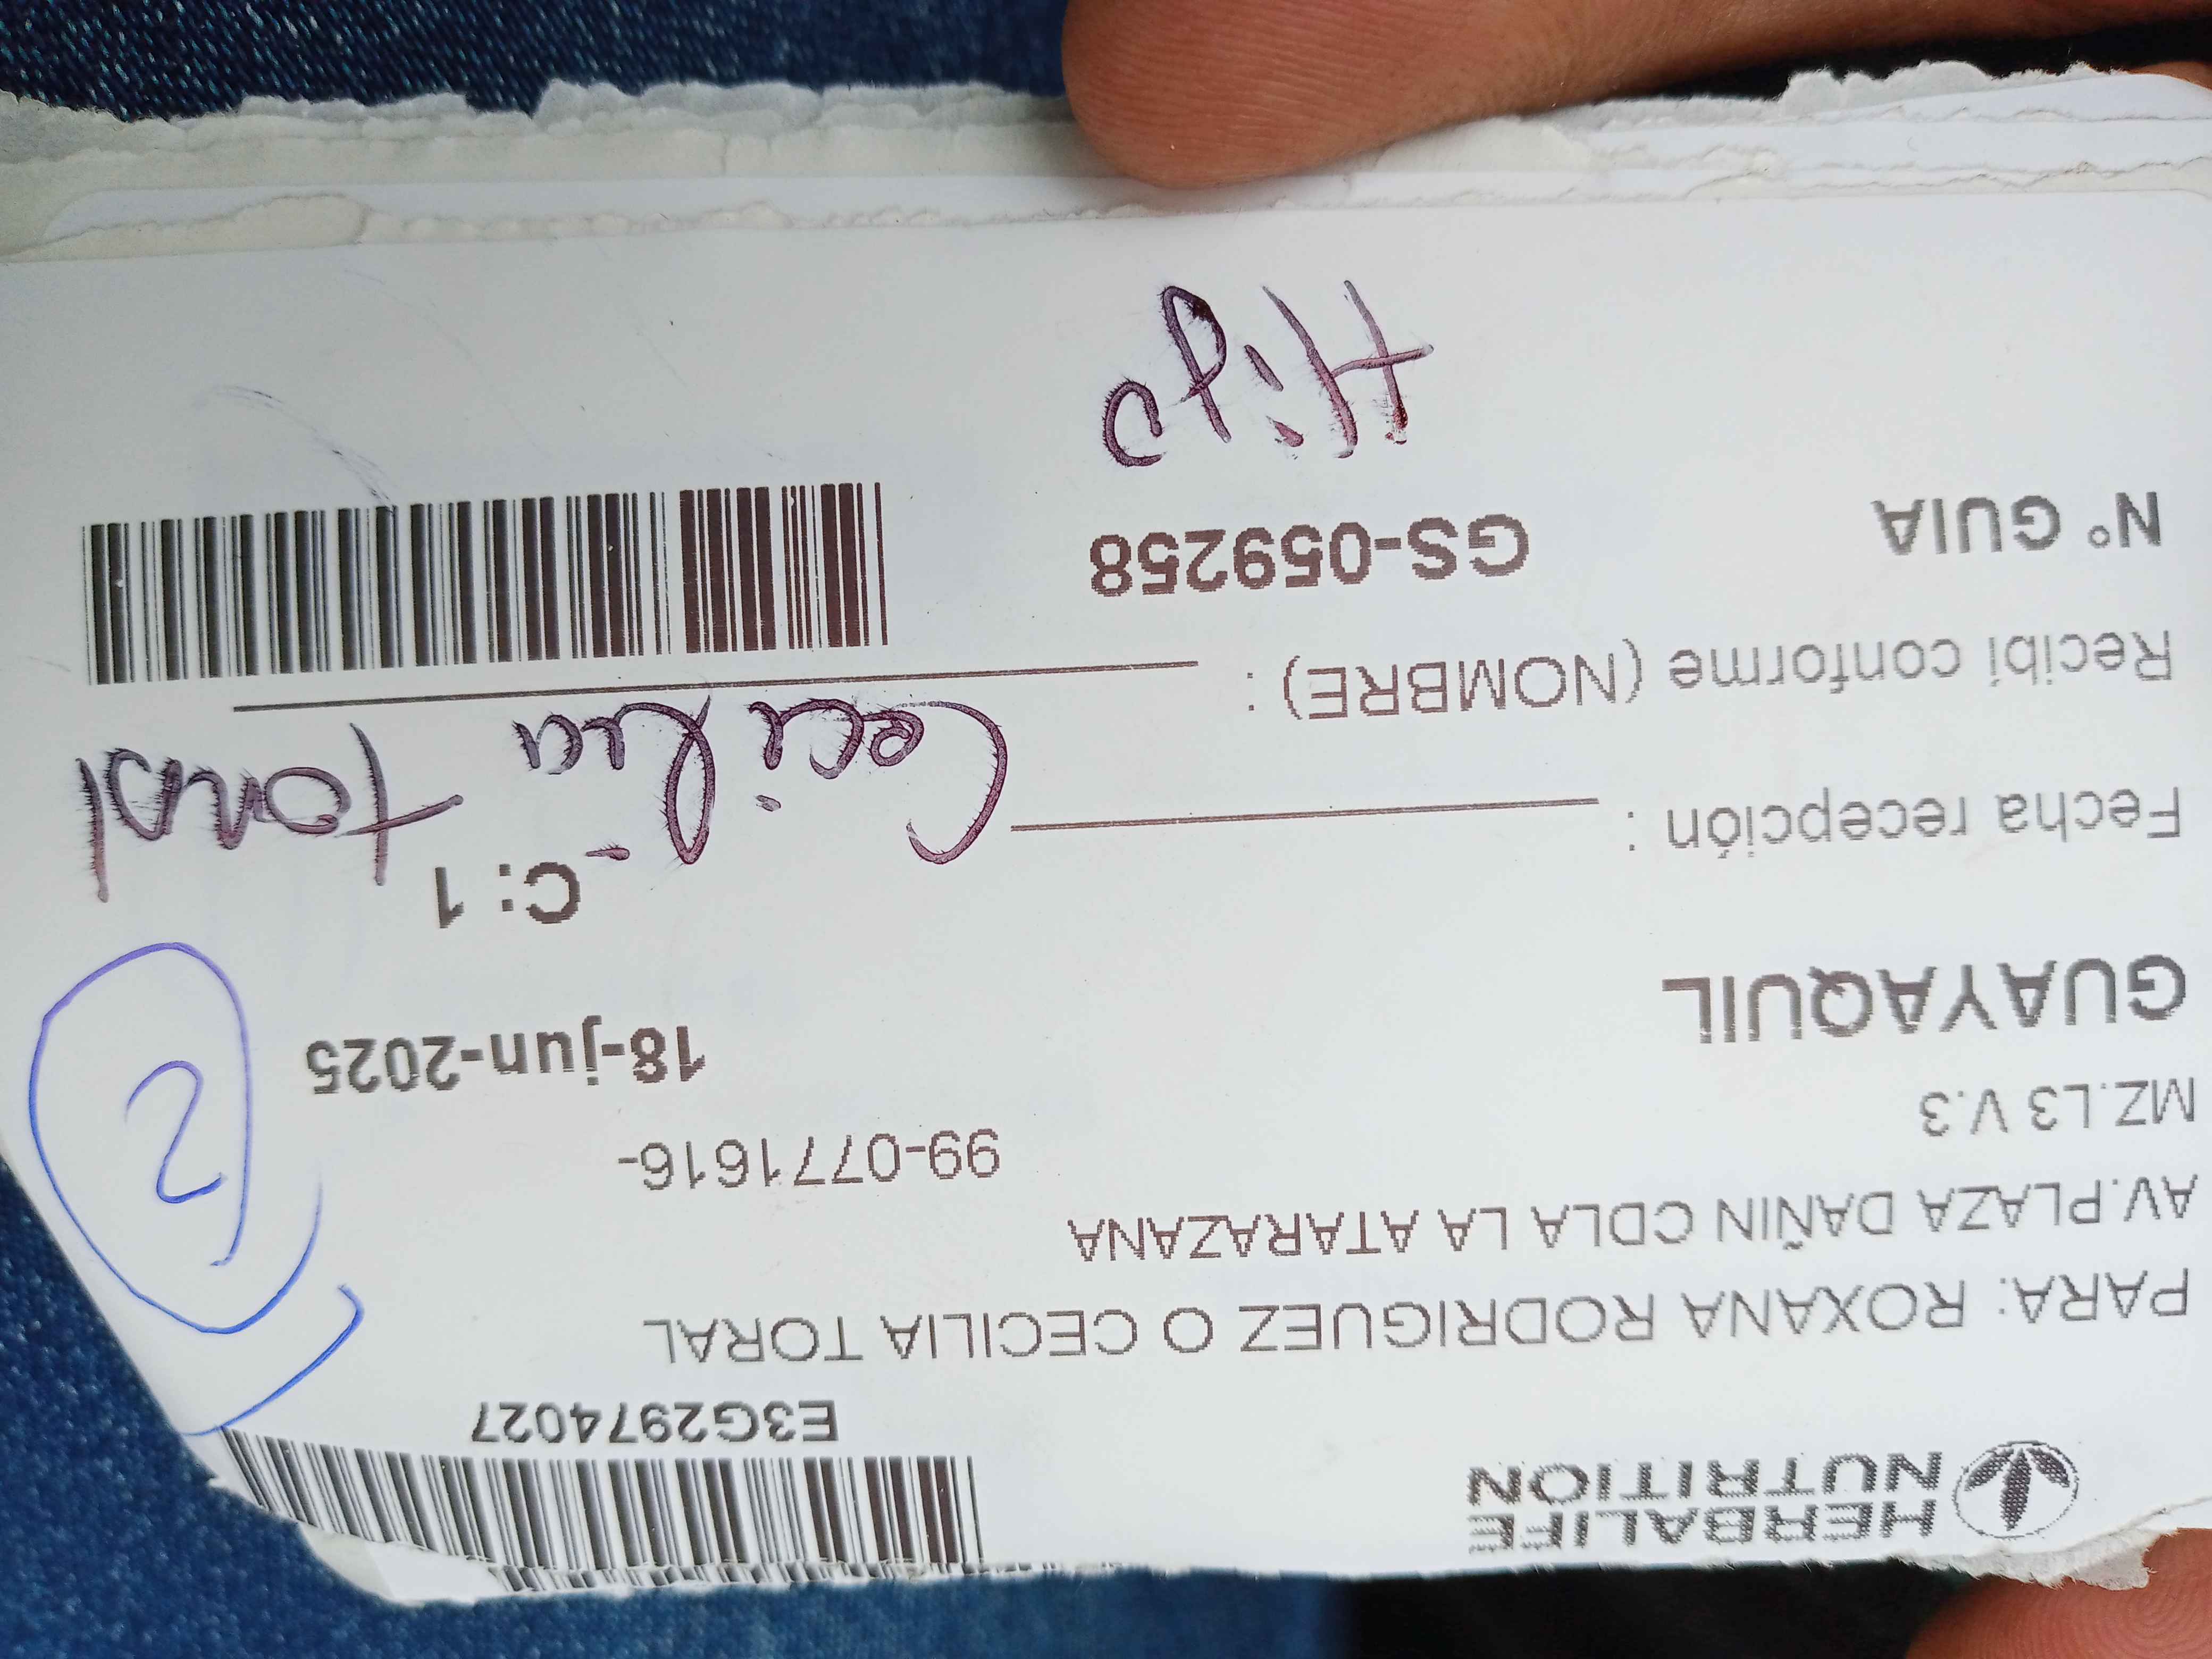 HERBALIFE
NUTRITION
E3G2974027
PARA: ROXANA RODRIGUEZ O CECILIA TORAL
AV.PLAZA DAÑIN CDLA LA ATARAZANA
MZ.L3 V.3
99-0771616-
GUAYAQUIL
18-jun-2025
2
C: 1
Fecha recepción :
Cecilia toral
Recibí conforme (NOMBRE) :
N° GUIA
GS-059258
Hijo